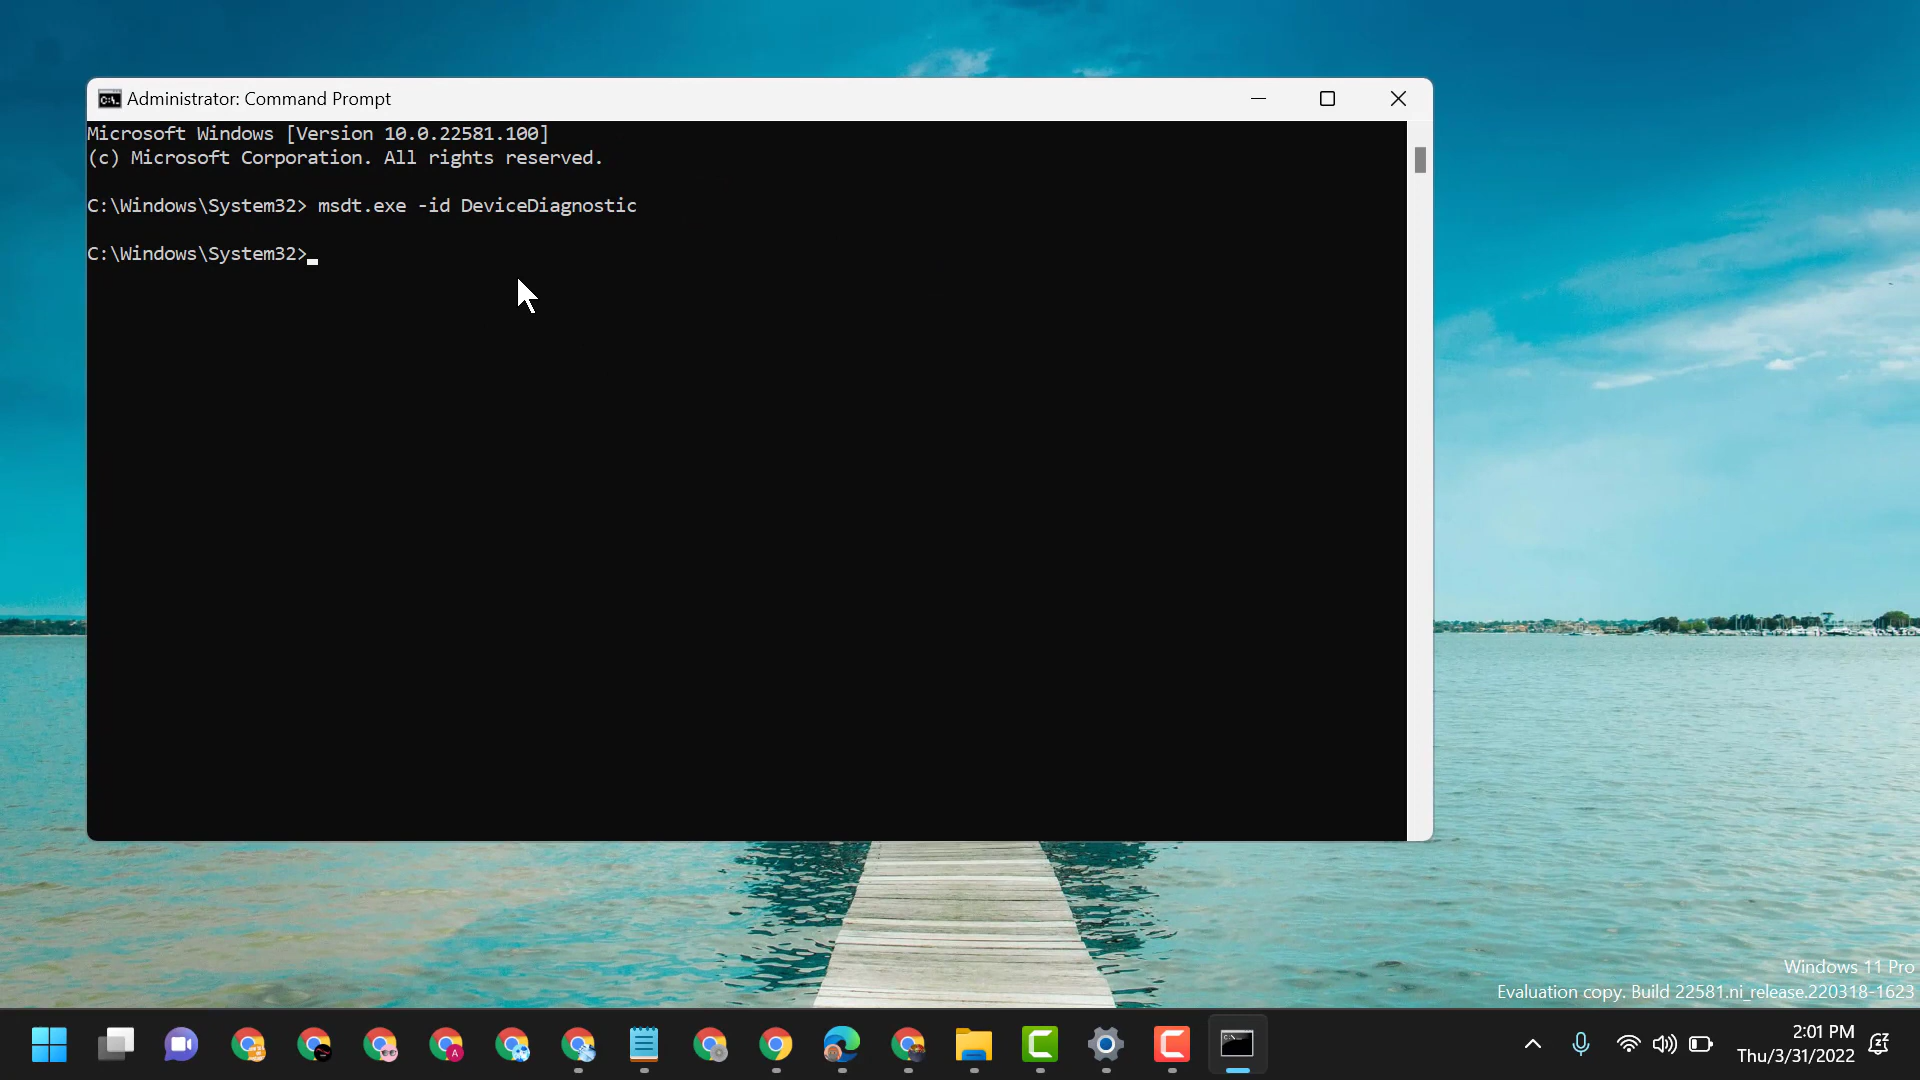 Administrator: Command Prompt
Microsoft Windows [Version 10.0.22581.100]
(c) Microsoft Corporation. All rights reserved.
C:\Windows\System32> msdt.exe -id DeviceDiagnostic
C:\Windows\System32>
Windows 11 Pro
Evaluation copy. Build 22581.ni_release.220318-1623
2:01 PM
Thu/3/31/2022